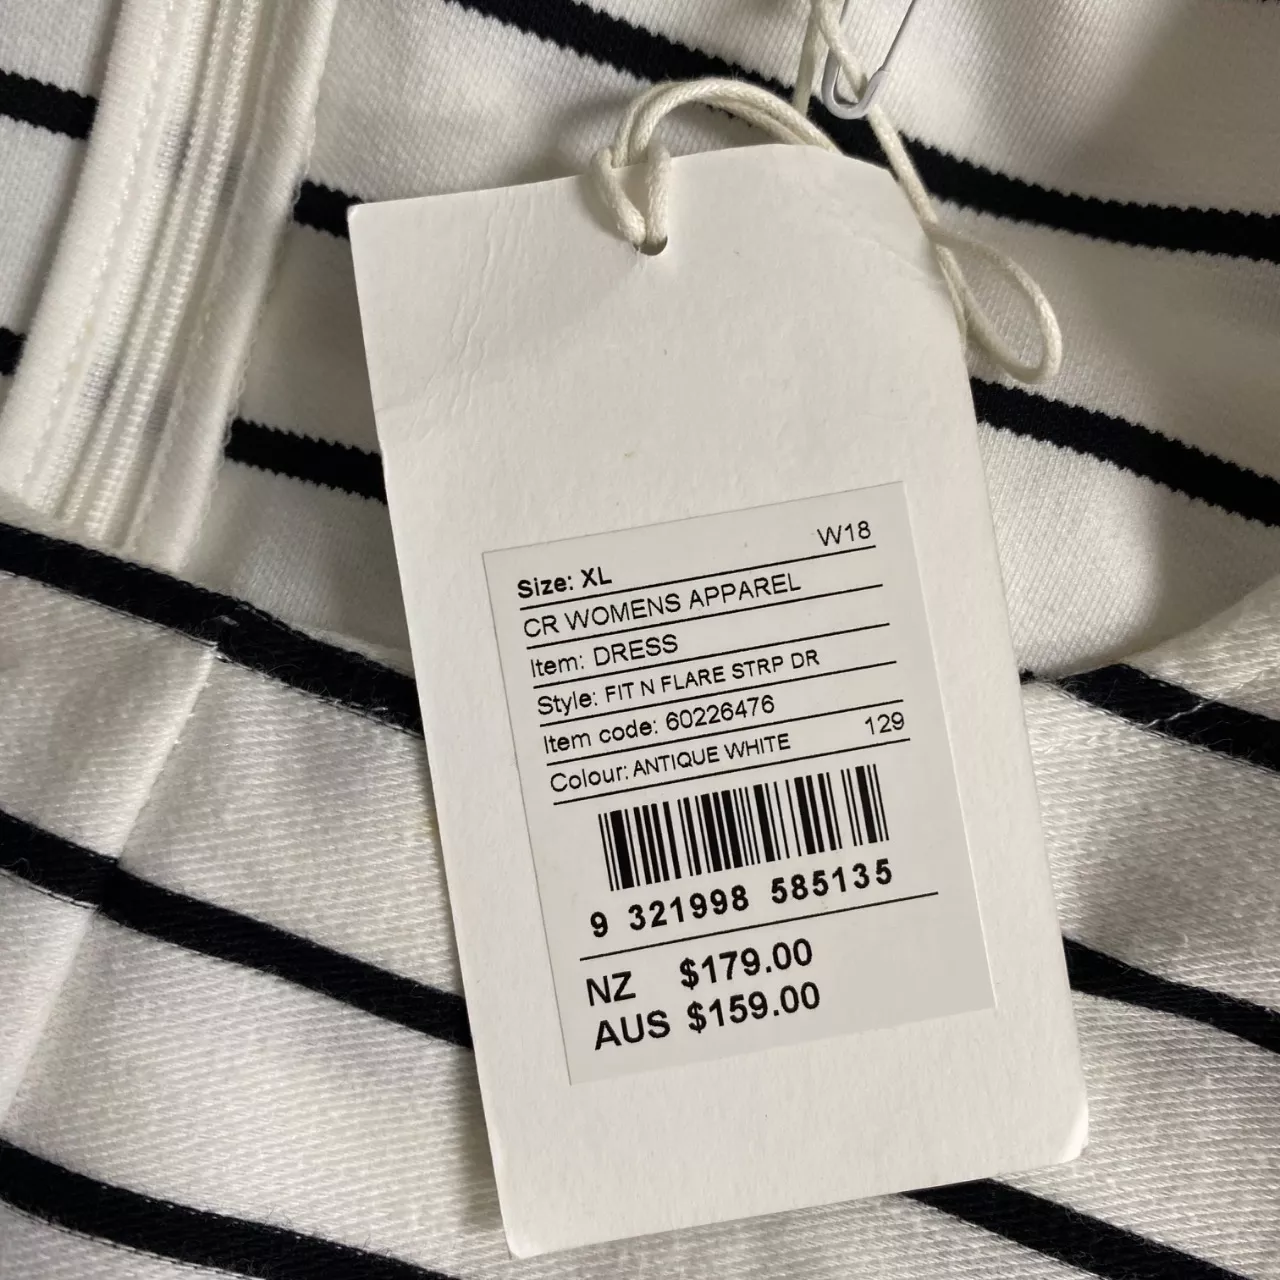 W18
Size: XL
CR WOMENS APPAREL
Item: DRESS
Style: FIT N FLARE STRP DR
Item code: 60226476
Colour: ANTIQUE WHITE 129
9 321998 585135
NZ $179.00
AUS $159.00